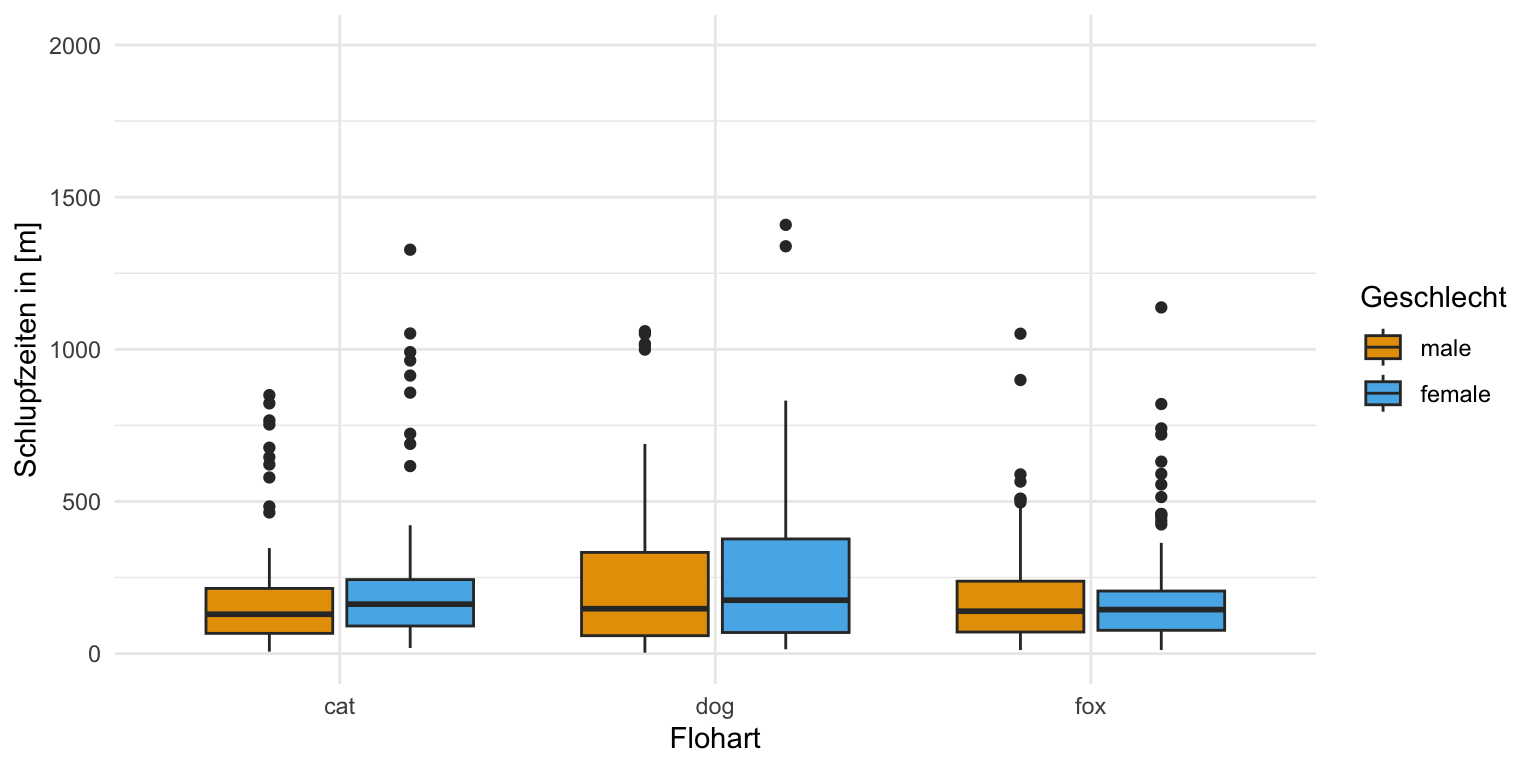 Schlupfzeiten in [m]
2000
1500
1000
500
0
cat dog fox
Flohart
Geschlecht
male
female